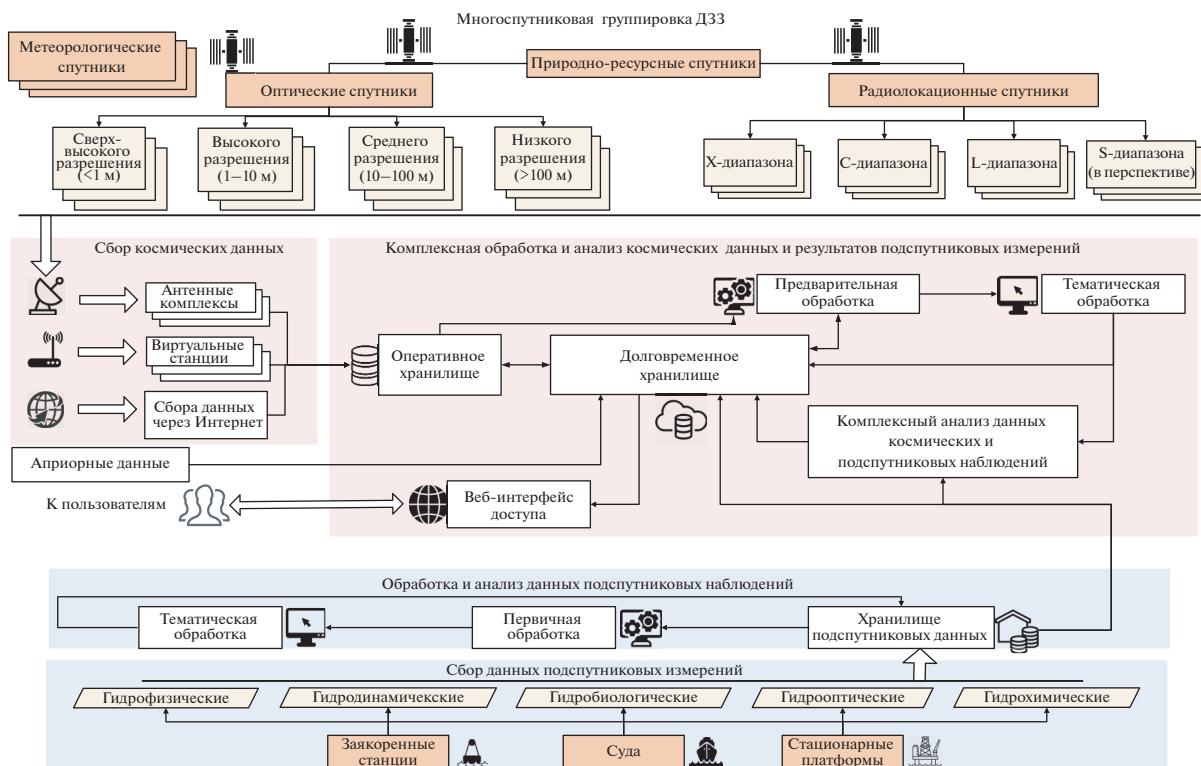 Многоспутниковая группировка ДЗЗ
Метеорологические
спутники
Природно-ресурсные спутники
Оптические спутники
Радиолокационные спутники
Сверх-
высокого
разрешения
(<1 м)
Высокого
разрешения
(1–10 м)
Среднего
разрешения
(10–100 м)
Низкого
разрешения
(>100 м)
X-диапазона
C-диапазона
L-диапазона
S-диапазона
(в перспективе)
Сбор космических данных
Комплексная обработка и анализ космических данных и результатов подспутниковых измерений
Антенные
комплексы
Виртуальные
станции
Сбора данных
через Интернет
Оперативное
хранилище
Долговременное
хранилище
Предварительная
обработка
Тематическая
обработка
Комплексный анализ данных
космических и
подспутниковых наблюдений
Априорные данные
К пользователям
Веб-интерфейс
доступа
Обработка и анализ данных подспутниковых наблюдений
Тематическая
обработка
Первичная
обработка
Хранилище
подспутниковых данных
Сбор данных подспутниковых измерений
Гидрофизические
Гидродинамичекские
Гидробиологические
Гидрооптические
Гидрохимические
Заякоренные
станции
Суда
Стационарные
платформы